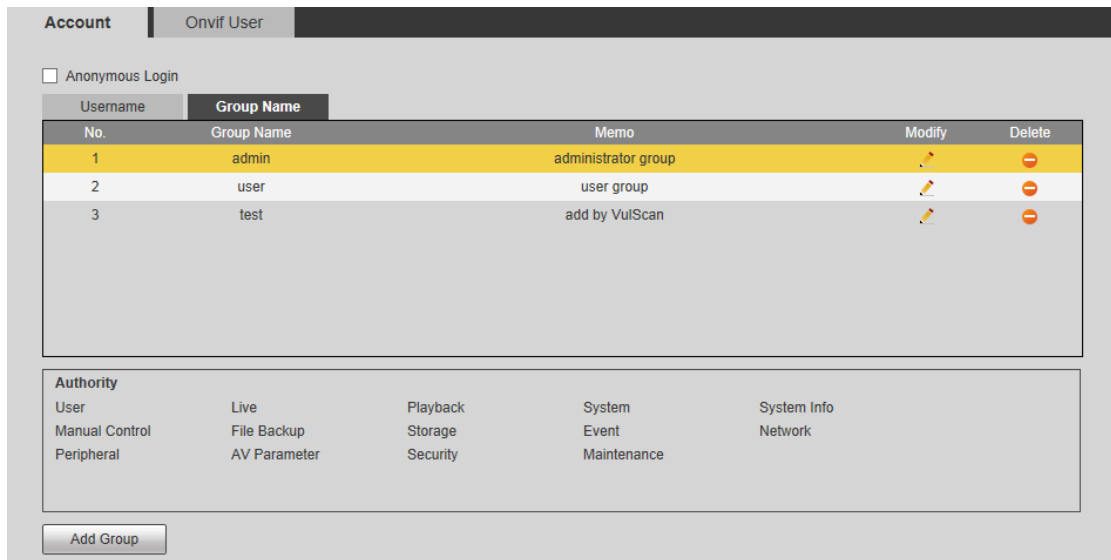 Account Onvif User
Anonymous Login
Username Group Name
No. Group Name Memo Modify Delete
1 admin administrator group
2 user user group
3 test add by VulScan
Authority
User Live Playback System System Info
Manual Control File Backup Storage Event Network
Peripheral AV Parameter Security Maintenance
Add Group